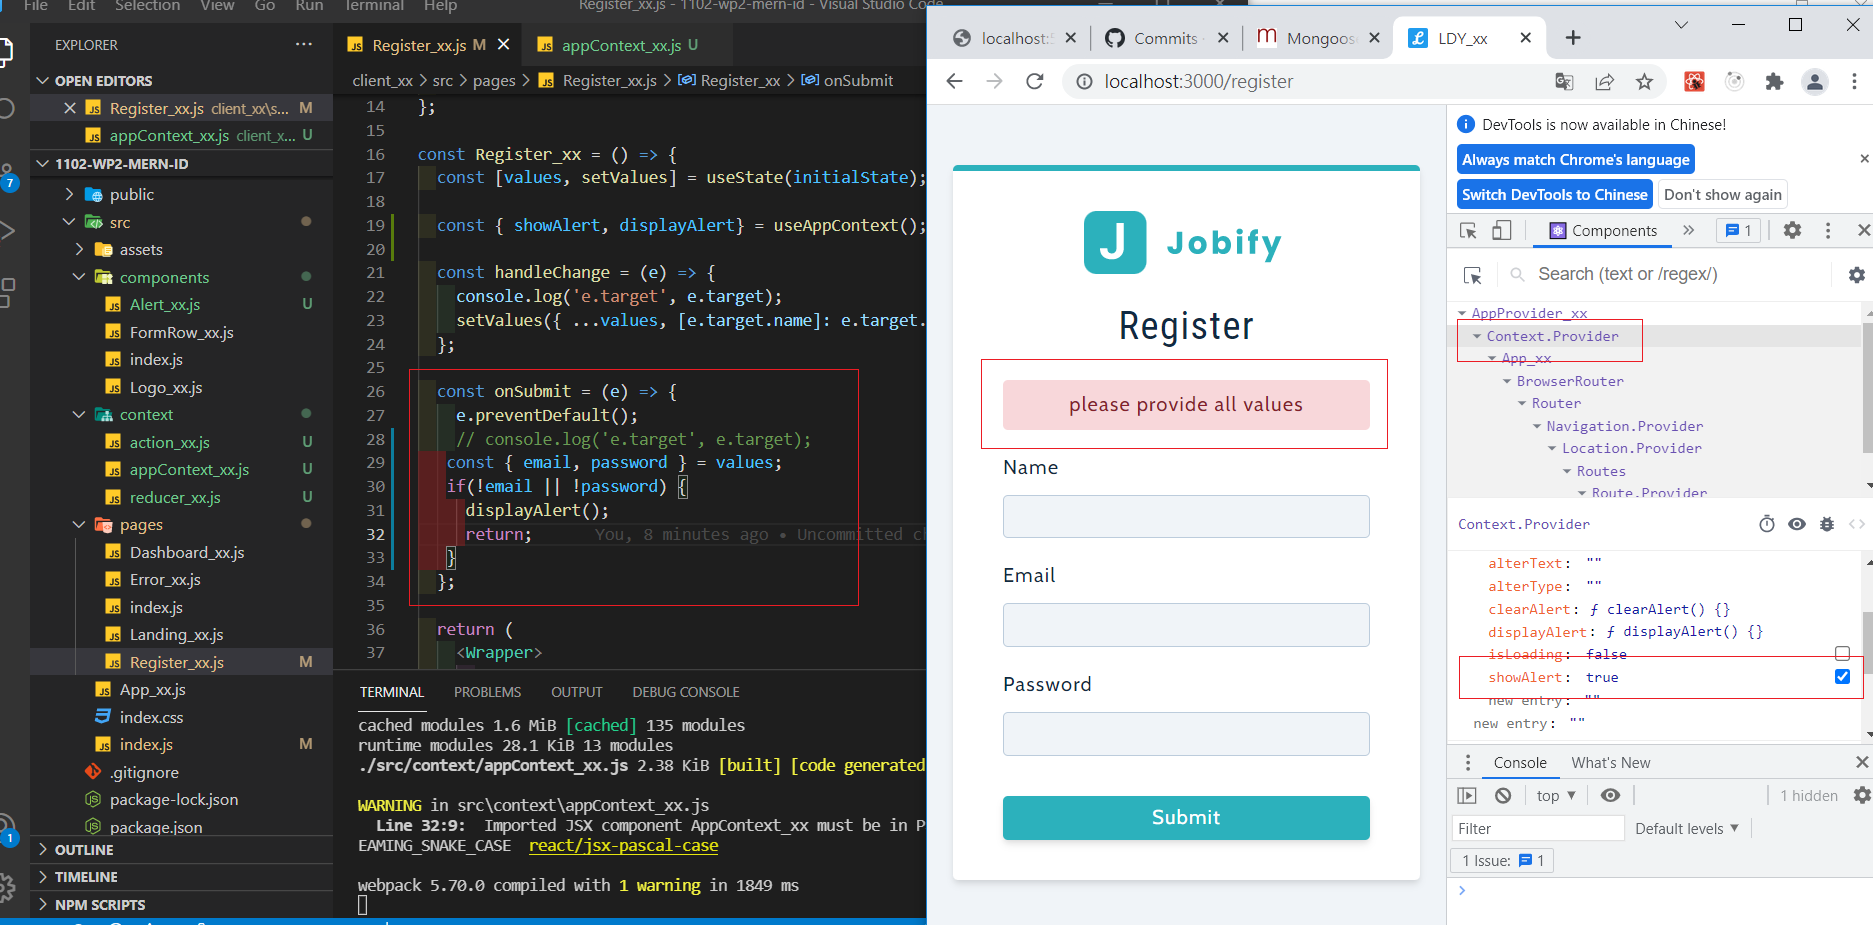 File Edit Selection View Go Run Terminal Help
Register_xx.js - 1102-wp2-mern-id - Visual Studio Code
EXPLORER
OPEN EDITORS
Register_xx.js client_xx\s... M
appContext_xx.js client_x... U
1102-WP2-MERN-ID
7
public
src
assets
components
Alert_xx.js U
FormRow_xx.js
index.js
Logo_xx.js
context
action_xx.js U
appContext_xx.js U
reducer_xx.js U
pages
Dashboard_xx.js
Error_xx.js
index.js
Landing_xx.js
Register_xx.js M
App_xx.js
index.css
index.js M
.gitignore
package-lock.json
package.json
1
OUTLINE
TIMELINE
NPM SCRIPTS
Register_xx.js M
appContext_xx.js U
client_xx > src > pages > Register_xx.js > Register_xx > onSubmit
14 };
15
16 const Register_xx = () => {
17 const [values, setValues] = useState(initialState);
18
19 const { showAlert, displayAlert} = useAppContext();
20
21 const handleChange = (e) => {
22 console.log('e.target', e.target);
23 setValues({ ...values, [e.target.name]: e.target.
24 };
25
26 const onSubmit = (e) => {
27 e.preventDefault();
28 // console.log('e.target', e.target);
29 const { email, password } = values;
30 if(!email || !password) {
31 displayAlert();
32 return; You, 8 minutes ago • Uncommitted ch
33 }
34 };
35
36 return (
37 <Wrapper>
TERMINAL PROBLEMS OUTPUT DEBUG CONSOLE
cached modules 1.6 MiB [cached] 135 modules
runtime modules 28.1 KiB 13 modules
./src/context/appContext_xx.js 2.38 KiB [built] [code generated
WARNING in src\context\appContext_xx.js
Line 32:9: Imported JSX component AppContext_xx must be in P
EAMING_SNAKE_CASE react/jsx-pascal-case
webpack 5.70.0 compiled with 1 warning in 1849 ms
localhost:5
Commits
Mongoos
LDY_xx
localhost:3000/register
Jobify
Register
please provide all values
Name
Email
Password
Submit
DevTools is now available in Chinese!
Always match Chrome's language
Switch DevTools to Chinese
Don't show again
Components
1
Search (text or /regex/)
AppProvider_xx
Context.Provider
App_xx
BrowserRouter
Router
Navigation.Provider
Location.Provider
Routes
Route.Provider
Context.Provider
alterText: ""
alterType: ""
clearAlert: ƒ clearAlert() {}
displayAlert: ƒ displayAlert() {}
isLoading: false
showAlert: true
new entry: ""
new entry: ""
Console What's New
top ▼
1 hidden
Filter
Default levels ▼
1 Issue: 1